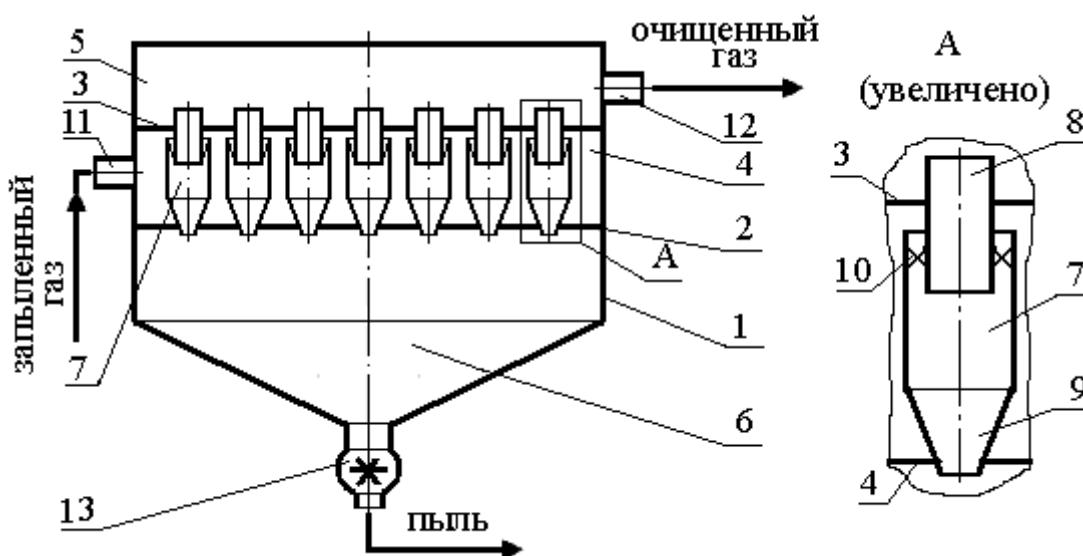 очищенный
газ
А
(увеличено)
5
3
11
12
4
8
3
2
А
10
7
1
запыленный
газ
7
6
9
4
13
пыль